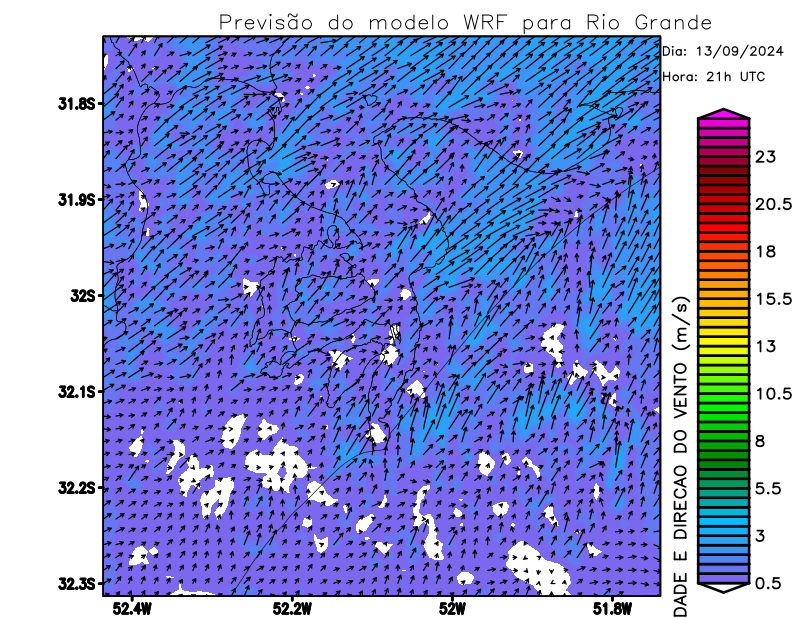 Previsão do modelo WRF para Rio Grande
Dia: 13/09/2024
Hora: 21h UTC
31.8S
31.9S
32S
32.1S
32.2S
32.3S
52.4W
52.2W
52W
51.8W
23
20.5
18
15.5
13
10.5
8
5.5
3
0.5
DADE E DIRECAO DO VENTO (m/s)